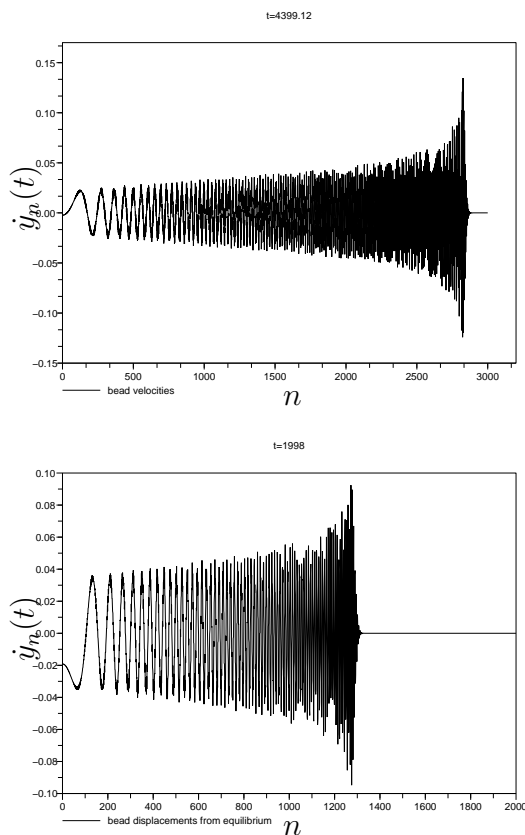 t=4399.12
0.15
0.10
0.05
0.00
−0.05
−0.10
−0.15
ẏn(t)
0 500 1000 1500 2000 2500 3000
bead velocities
n
t=1998
0.10
0.08
0.06
0.04
0.02
0.00
−0.02
−0.04
−0.06
−0.08
−0.10
ẏn(t)
0 200 400 600 800 1000 1200 1400 1600 1800 2000
bead displacements from equilibrium
n